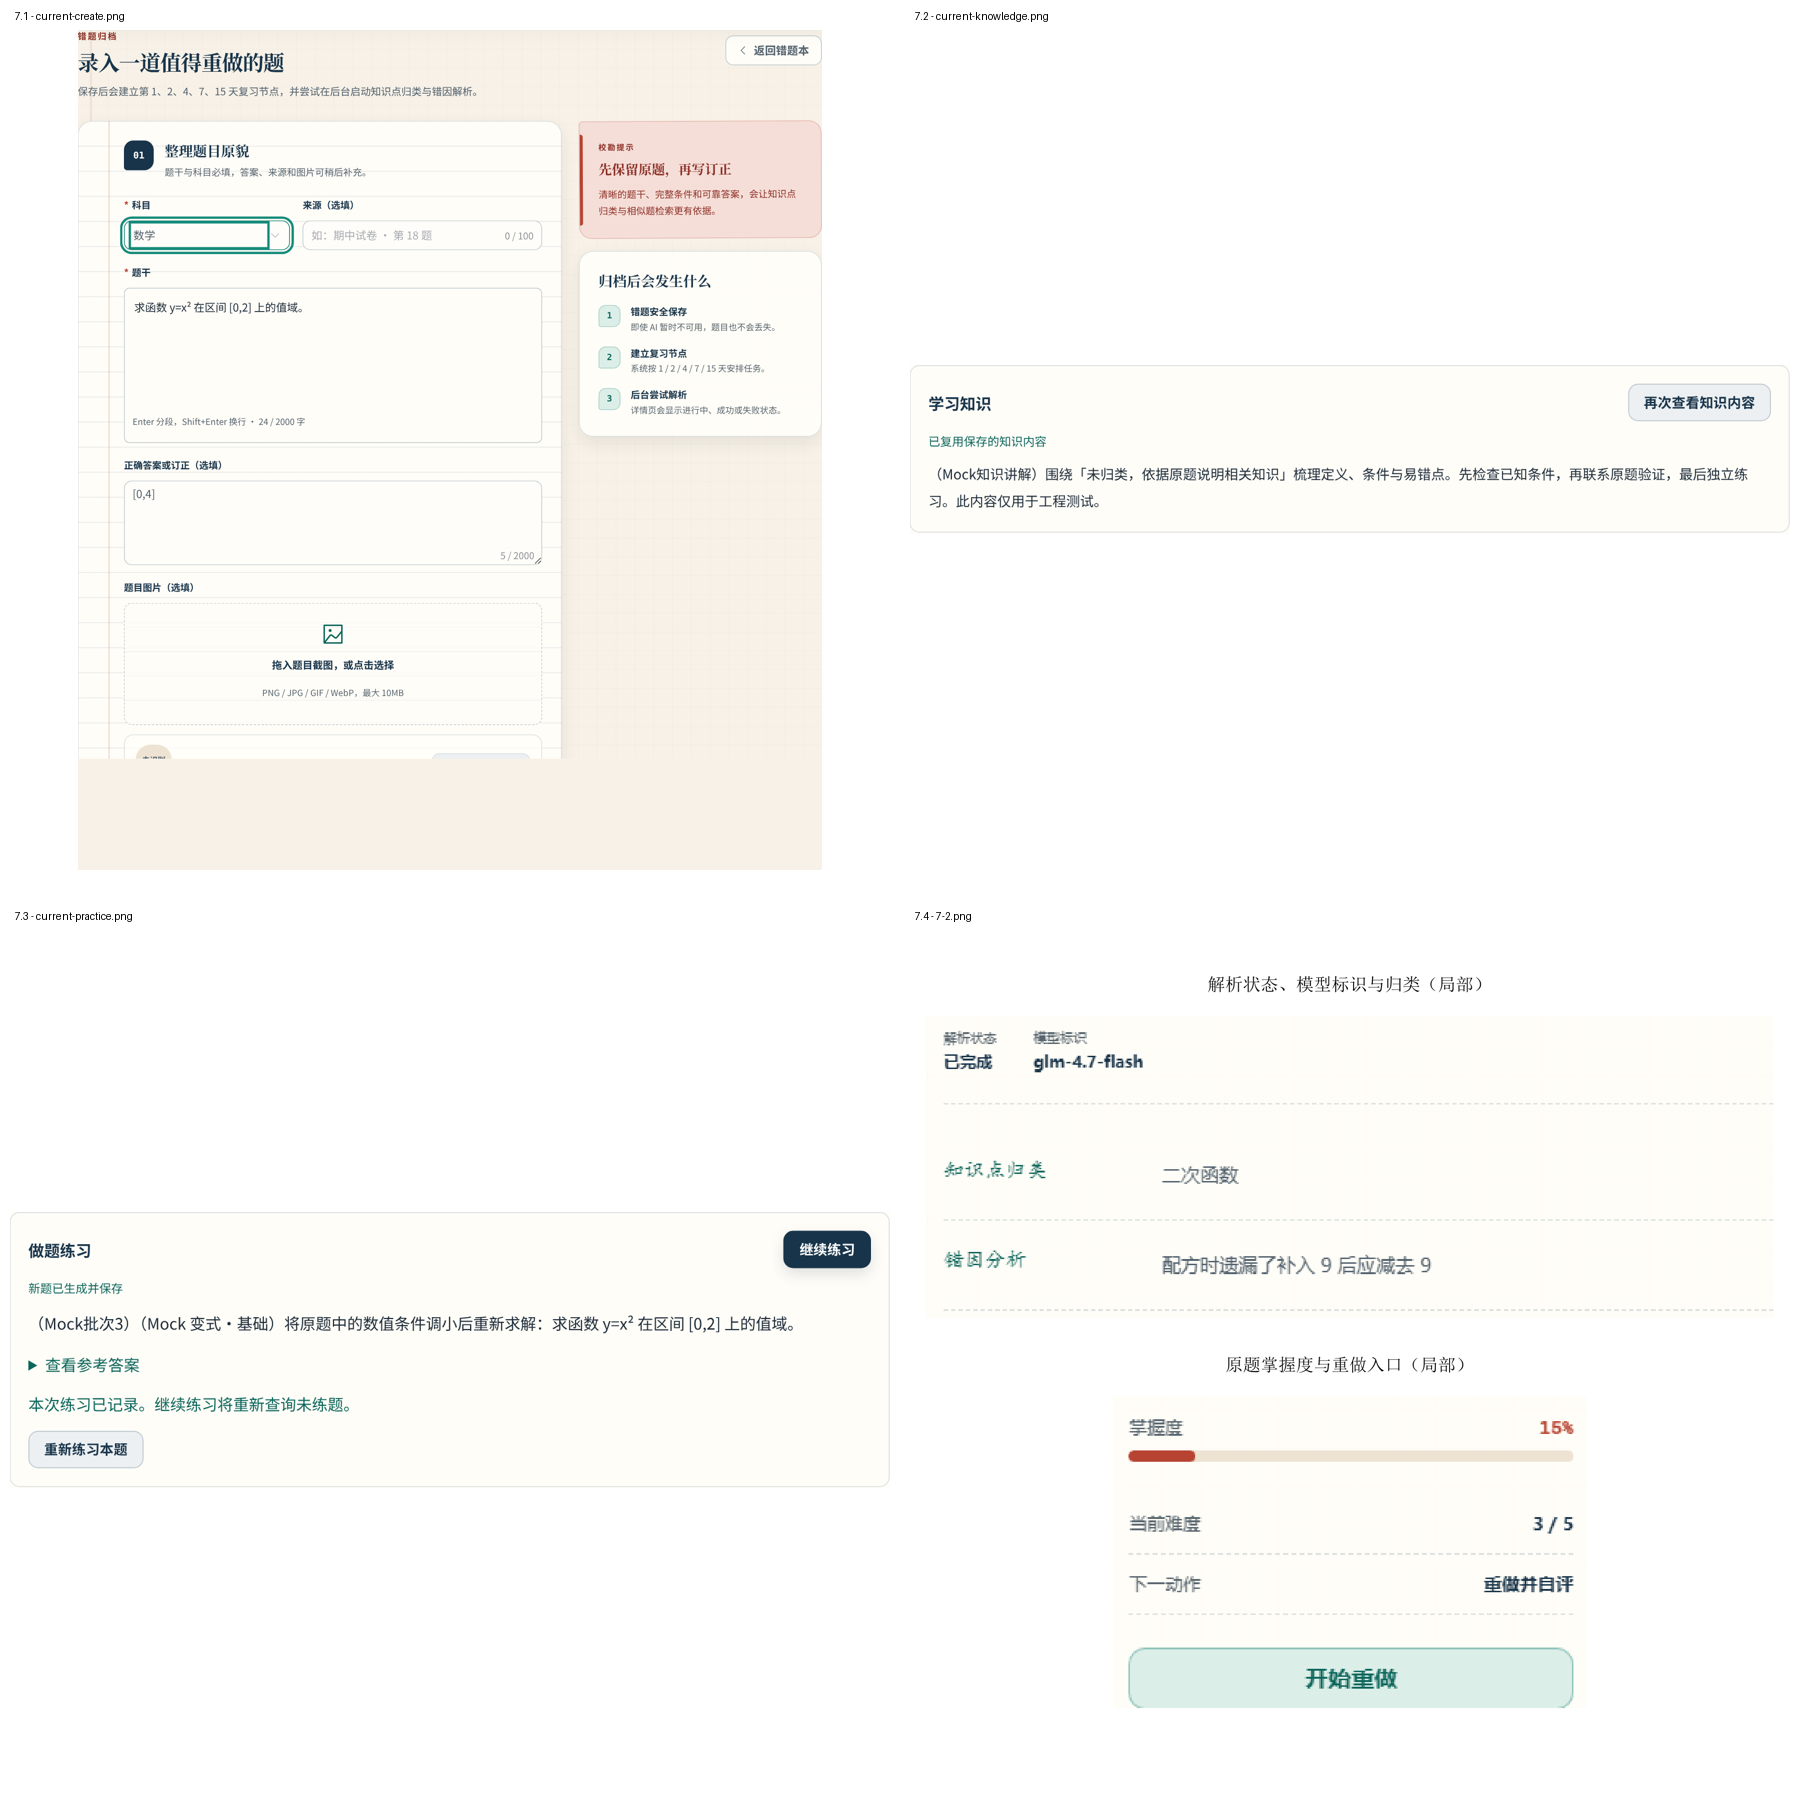 7.1 - current-create.png
错题归档
录入一道值得重做的题
返回错题本
保存后会建立第 1、2、4、7、15 天复习节点，并尝试在后台启动知识点归类与错因解析。
01
整理题目原貌
题干与科目必填，答案、来源和图片可稍后补充。
* 科目
来源（选填）
数学
如：期中试卷 · 第 18 题
0 / 100
* 题干
求函数 y=x² 在区间 [0,2] 上的值域。
Enter 分段，Shift+Enter 换行 · 24 / 2000 字
正确答案或订正（选填）
[0,4]
5 / 2000
题目图片（选填）
拖入题目截图，或点击选择
PNG / JPG / GIF / WebP，最大 10MB
校勘提示
先保留原题，再写订正
清晰的题干、完整条件和可靠答案，会让知识点
归类与相似题检索更有依据。
归档后会发生什么
1
错题安全保存
即使 AI 暂时不可用，题目也不会丢失。
2
建立复习节点
系统按 1 / 2 / 4 / 7 / 15 天安排任务。
3
后台尝试解析
详情页会显示进行中、成功或失败状态。
7.2 - current-knowledge.png
学习知识
再次查看知识内容
已复用保存的知识内容
（Mock知识讲解）围绕「未归类，依据原题说明相关知识」梳理定义、条件与易错点。先检查已知条件，再联系原题验证，最后独立练
习。此内容仅用于工程测试。
7.3 - current-practice.png
做题练习
继续练习
新题已生成并保存
（Mock批次3）（Mock 变式·基础）将原题中的数值条件调小后重新求解：求函数 y=x² 在区间 [0,2] 上的值域。
▶ 查看参考答案
本次练习已记录。继续练习将重新查询未练题。
重新练习本题
7.4 - 7-2.png
解析状态、模型标识与归类（局部）
解析状态
模型标识
已完成
glm-4.7-flash
知识点归类
二次函数
错因分析
配方时遗漏了补入 9 后应减去 9
原题掌握度与重做入口（局部）
掌握度
15%
当前难度
3 / 5
下一动作
重做并自评
开始重做